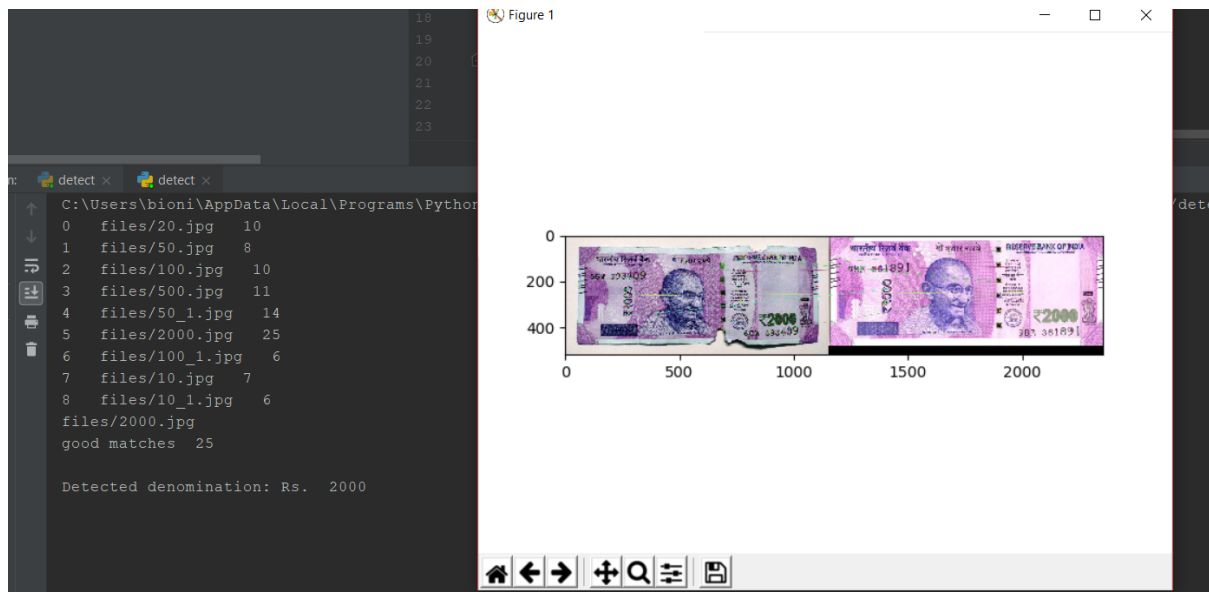 18
19
20
21
22
23
Figure 1
n:
detect
detect
C:\Users\bioni\AppData\Local\Programs\Python
/dete
0 files/20.jpg 10
1 files/50.jpg 8
2 files/100.jpg 10
3 files/500.jpg 11
4 files/50_1.jpg 14
5 files/2000.jpg 25
6 files/100_1.jpg 6
7 files/10.jpg 7
8 files/10_1.jpg 6
files/2000.jpg
good matches 25
Detected denomination: Rs. 2000
0
200
400
0
500
1000
1500
2000
₹2000
भारतीय रिज़र्व बैंक
RESERVE BANK OF INDIA
₹2000